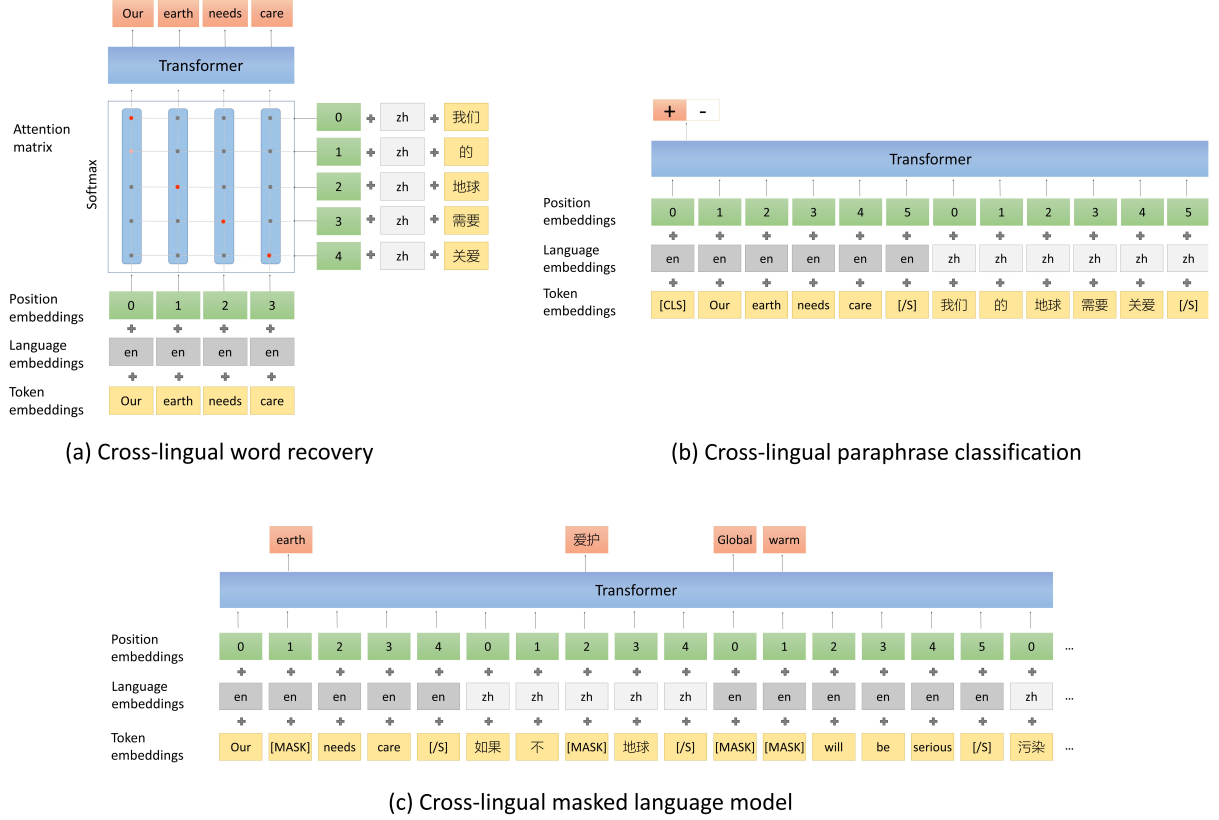 Our earth needs care
Transformer
Attention
matrix
Softmax
0 zh 我们
1 zh 的
2 zh 地球
3 zh 需要
4 zh 关爱
Position
embeddings
0 1 2 3
Language
embeddings
en en en en
Token
embeddings
Our earth needs care
(a) Cross-lingual word recovery
+ -
Transformer
Position
embeddings
0 1 2 3 4 5 0 1 2 3 4 5
Language
embeddings
en en en en en en zh zh zh zh zh zh
Token
embeddings
[CLS] Our earth needs care [/S] 我们 的 地球 需要 关爱 [/S]
(b) Cross-lingual paraphrase classification
earth 爱护 Global warm
Transformer
Position
embeddings
0 1 2 3 4 0 1 2 3 4 0 1 2 3 4 5 0 ...
Language
embeddings
en en en en en zh zh zh zh zh en en en en en en zh ...
Token
embeddings
Our [MASK] needs care [/S] 如果 不 [MASK] 地球 [/S] [MASK] [MASK] will be serious [/S] 污染 ...
(c) Cross-lingual masked language model